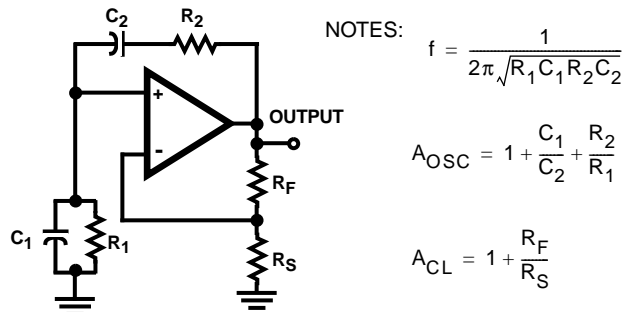 C2
R2
NOTES:
f = 1 / 2π√R1C1R2C2
+
OUTPUT
-
AOSC = 1 + C1/C2 + R2/R1
RF
C1
R1
RS
ACL = 1 + RF/RS